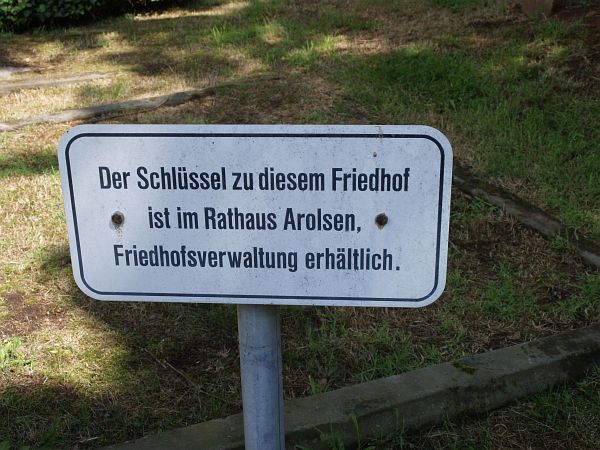 Der Schlüssel zu diesem Friedhof
ist im Rathaus Arolsen,
Friedhofsverwaltung erhältlich.